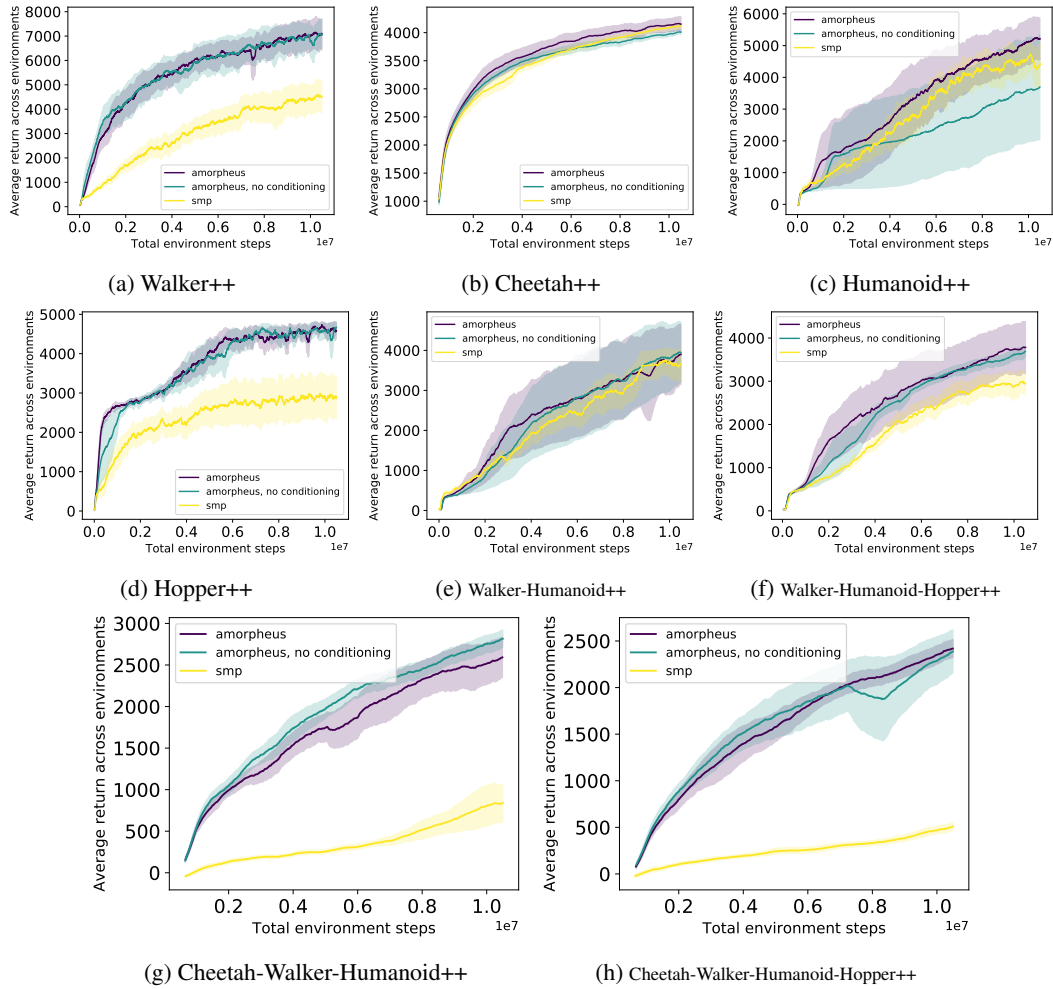 Average return across environments
8000
7000
6000
5000
4000
3000
2000
1000
0
amorpheus
amorpheus, no conditioning
smp
0.0 0.2 0.4 0.6 0.8 1.0
Total environment steps 1e7
(a) Walker++
Average return across environments
4000
3500
3000
2500
2000
1500
1000
amorpheus
amorpheus, no conditioning
smp
0.0 0.2 0.4 0.6 0.8 1.0
Total environment steps 1e7
(b) Cheetah++
Average return across environments
6000
5000
4000
3000
2000
1000
0
amorpheus
amorpheus, no conditioning
smp
0.0 0.2 0.4 0.6 0.8 1.0
Total environment steps 1e7
(c) Humanoid++
Average return across environments
5000
4000
3000
2000
1000
0
amorpheus
amorpheus, no conditioning
smp
0.0 0.2 0.4 0.6 0.8 1.0
Total environment steps 1e7
(d) Hopper++
Average return across environments
4000
3000
2000
1000
0
amorpheus
amorpheus, no conditioning
smp
0.0 0.2 0.4 0.6 0.8 1.0
Total environment steps 1e7
(e) Walker-Humanoid++
Average return across environments
4000
3000
2000
1000
0
amorpheus
amorpheus, no conditioning
smp
0.0 0.2 0.4 0.6 0.8 1.0
Total environment steps 1e7
(f) Walker-Humanoid-Hopper++
Average return across environments
3000
2500
2000
1500
1000
500
0
amorpheus
amorpheus, no conditioning
smp
0.2 0.4 0.6 0.8 1.0
Total environment steps 1e7
(g) Cheetah-Walker-Humanoid++
Average return across environments
2500
2000
1500
1000
500
0
amorpheus
amorpheus, no conditioning
smp
0.2 0.4 0.6 0.8 1.0
Total environment steps 1e7
(h) Cheetah-Walker-Humanoid-Hopper++